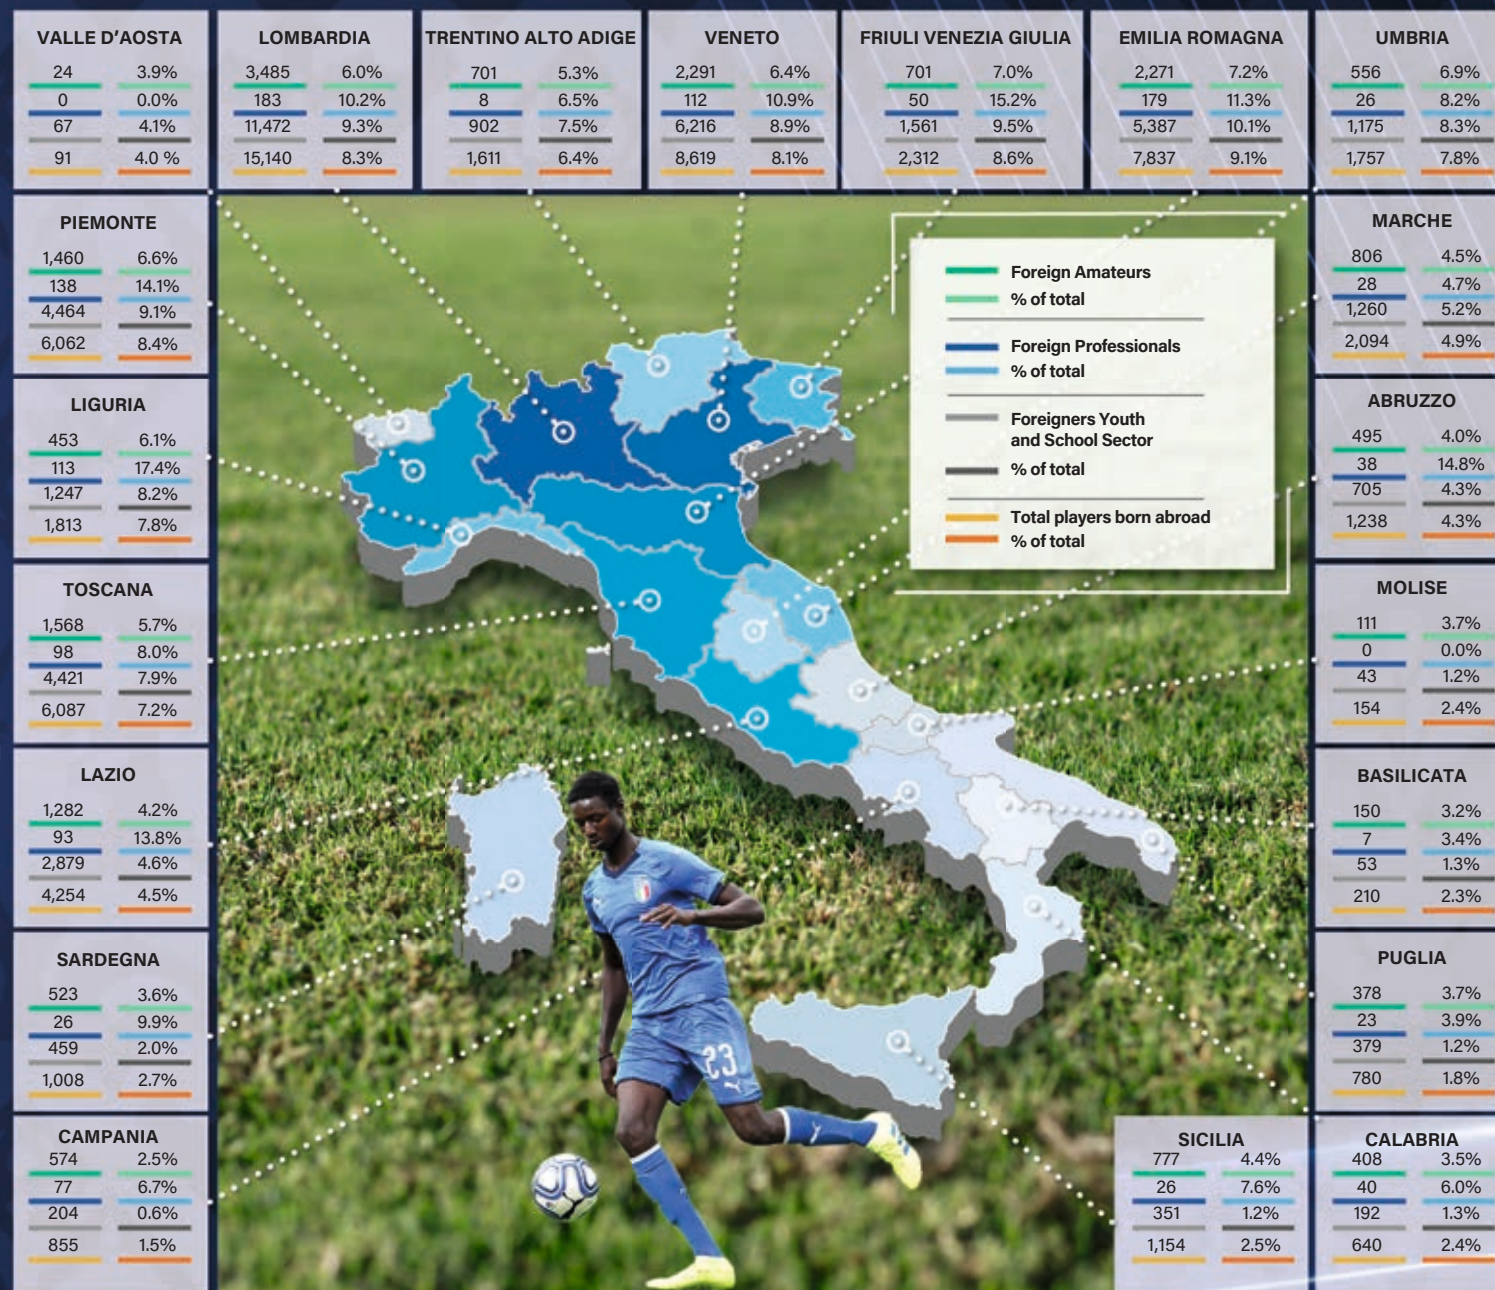 VALLE D'AOSTA
24 3.9%
0 0.0%
67 4.1%
91 4.0 %
LOMBARDIA
3,485 6.0%
183 10.2%
11,472 9.3%
15,140 8.3%
TRENTINO ALTO ADIGE
701 5.3%
8 6.5%
902 7.5%
1,611 6.4%
VENETO
2,291 6.4%
112 10.9%
6,216 8.9%
8,619 8.1%
FRIULI VENEZIA GIULIA
701 7.0%
50 15.2%
1,561 9.5%
2,312 8.6%
EMILIA ROMAGNA
2,271 7.2%
179 11.3%
5,387 10.1%
7,837 9.1%
UMBRIA
556 6.9%
26 8.2%
1,175 8.3%
1,757 7.8%
PIEMONTE
1,460 6.6%
138 14.1%
4,464 9.1%
6,062 8.4%
LIGURIA
453 6.1%
113 17.4%
1,247 8.2%
1,813 7.8%
TOSCANA
1,568 5.7%
98 8.0%
4,421 7.9%
6,087 7.2%
LAZIO
1,282 4.2%
93 13.8%
2,879 4.6%
4,254 4.5%
SARDEGNA
523 3.6%
26 9.9%
459 2.0%
1,008 2.7%
CAMPANIA
574 2.5%
77 6.7%
204 0.6%
855 1.5%
Foreign Amateurs
% of total
Foreign Professionals
% of total
Foreigners Youth
and School Sector
% of total
Total players born abroad
% of total
23
MARCHE
806 4.5%
28 4.7%
1,260 5.2%
2,094 4.9%
ABRUZZO
495 4.0%
38 14.8%
705 4.3%
1,238 4.3%
MOLISE
111 3.7%
0 0.0%
43 1.2%
154 2.4%
BASILICATA
150 3.2%
7 3.4%
53 1.3%
210 2.3%
PUGLIA
378 3.7%
23 3.9%
379 1.2%
780 1.8%
SICILIA
777 4.4%
26 7.6%
351 1.2%
1,154 2.5%
CALABRIA
408 3.5%
40 6.0%
192 1.3%
640 2.4%